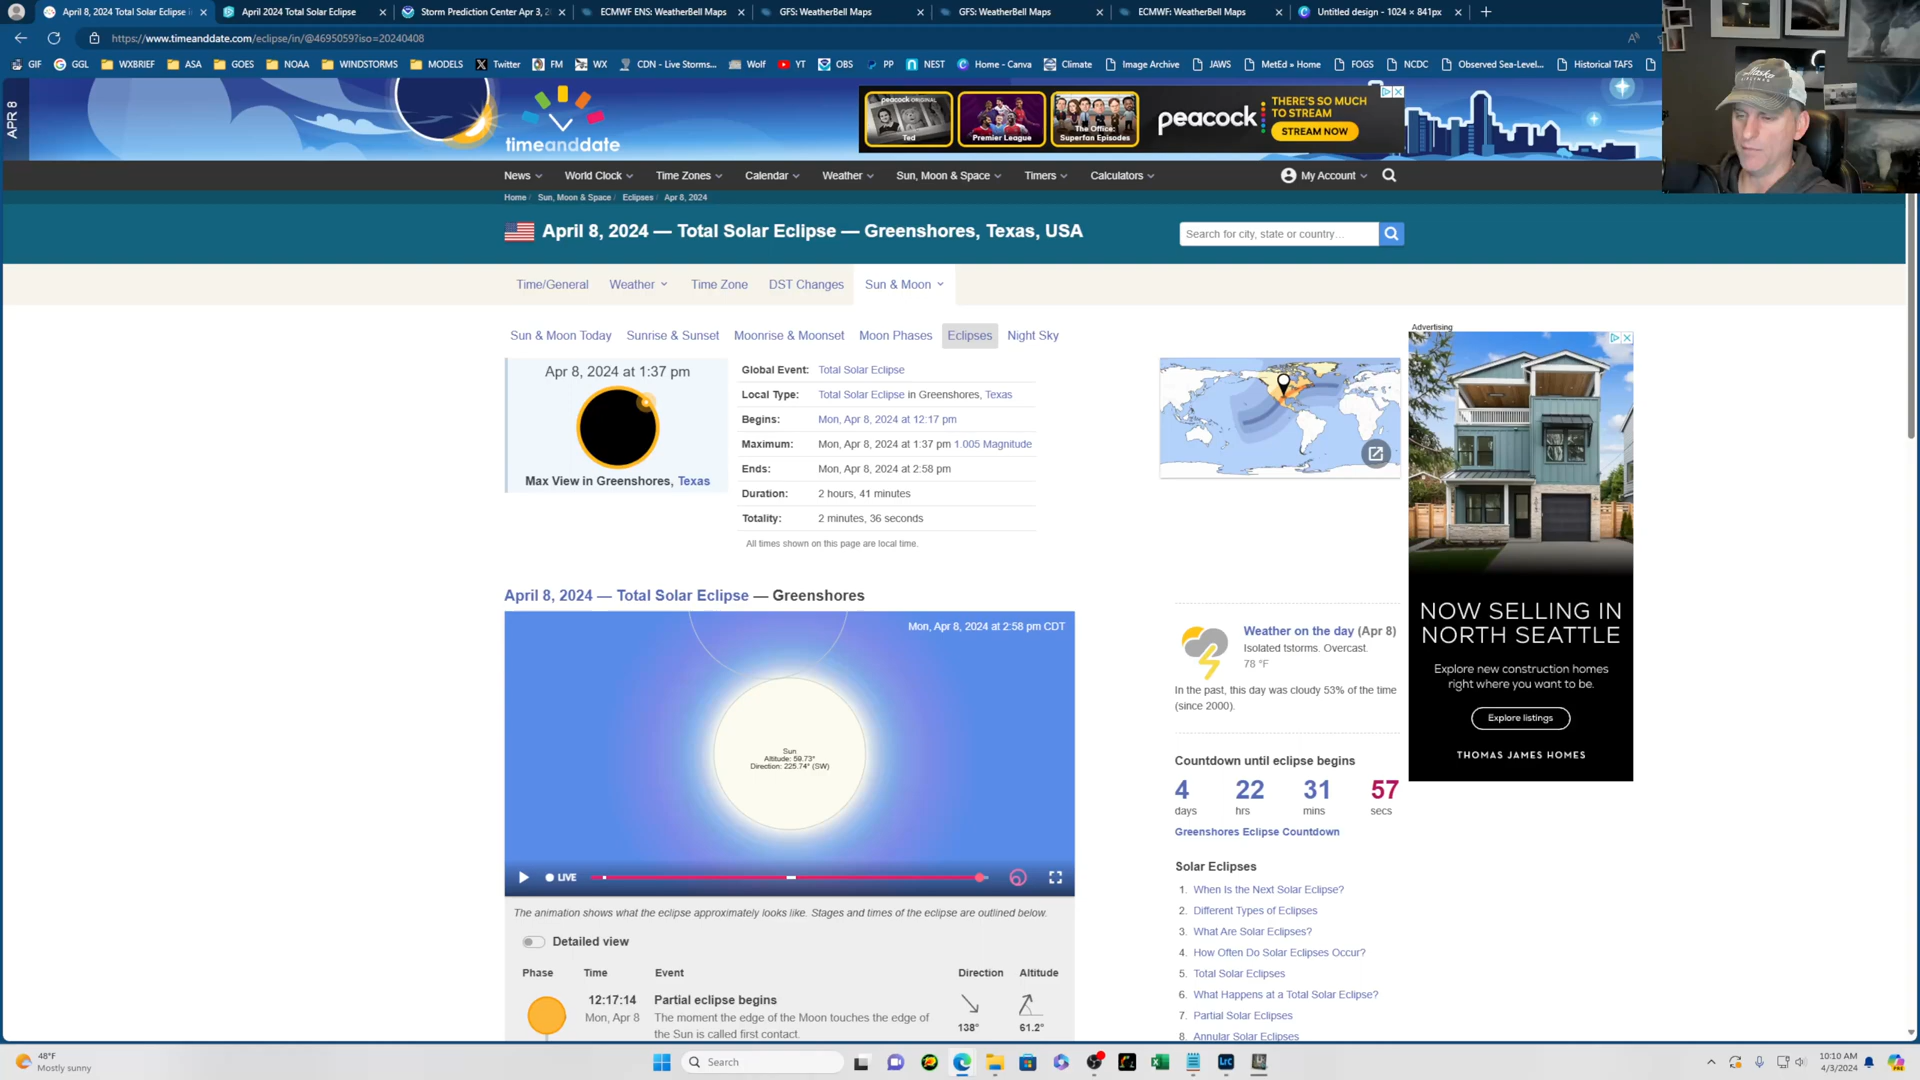 April 8, 2024 Total Solar Eclipse i
April 2024 Total Solar Eclipse
Storm Prediction Center Apr 3, 2
ECMWF ENS: WeatherBell Maps
GFS: WeatherBell Maps
GFS: WeatherBell Maps
ECMWF: WeatherBell Maps
Untitled design - 1024 × 841px
https://www.timeanddate.com/eclipse/in/@4695059?iso=20240408
GIF GGL WXBRIEF ASA GOES NOAA WINDSTORMS MODELS Twitter FM WX CDN - Live Storms... Wolf YT OBS PP NEST Home - Canva Climate Image Archive JAWS MetEd » Home FOGS NCDC Observed Sea-Level... Historical TAFS
APR 8
timeanddate
peacock ORIGINAL
Ted
Premier League
The Office:
Superfan Episodes
peacock
THERE'S SO MUCH
TO STREAM
STREAM NOW
News World Clock Time Zones Calendar Weather Sun, Moon & Space Timers Calculators My Account
Home / Sun, Moon & Space / Eclipses / Apr 8, 2024
April 8, 2024 — Total Solar Eclipse — Greenshores, Texas, USA
Search for city, state or country…
Time/General Weather Time Zone DST Changes Sun & Moon
Sun & Moon Today Sunrise & Sunset Moonrise & Moonset Moon Phases Eclipses Night Sky
Apr 8, 2024 at 1:37 pm
Max View in Greenshores, Texas
Global Event: Total Solar Eclipse
Local Type: Total Solar Eclipse in Greenshores, Texas
Begins: Mon, Apr 8, 2024 at 12:17 pm
Maximum: Mon, Apr 8, 2024 at 1:37 pm 1.005 Magnitude
Ends: Mon, Apr 8, 2024 at 2:58 pm
Duration: 2 hours, 41 minutes
Totality: 2 minutes, 36 seconds
All times shown on this page are local time.
Advertising
NOW SELLING IN
NORTH SEATTLE
Explore new construction homes
right where you want to be.
Explore listings
THOMAS JAMES HOMES
April 8, 2024 — Total Solar Eclipse — Greenshores
Mon, Apr 8, 2024 at 2:58 pm CDT
Sun
Altitude: 59.73°
Direction: 225.74° (SW)
LIVE
The animation shows what the eclipse approximately looks like. Stages and times of the eclipse are outlined below.
Detailed view
Phase Time Event Direction Altitude
12:17:14 Partial eclipse begins
Mon, Apr 8 The moment the edge of the Moon touches the edge of
the Sun is called first contact.
138° 61.2°
Weather on the day (Apr 8)
Isolated tstorms. Overcast.
78 °F
In the past, this day was cloudy 53% of the time
(since 2000).
Countdown until eclipse begins
4 22 31 57
days hrs mins secs
Greenshores Eclipse Countdown
Solar Eclipses
1. When Is the Next Solar Eclipse?
2. Different Types of Eclipses
3. What Are Solar Eclipses?
4. How Often Do Solar Eclipses Occur?
5. Total Solar Eclipses
6. What Happens at a Total Solar Eclipse?
7. Partial Solar Eclipses
8. Annular Solar Eclipses
48°F
Mostly sunny
Search
10:10 AM
4/3/2024